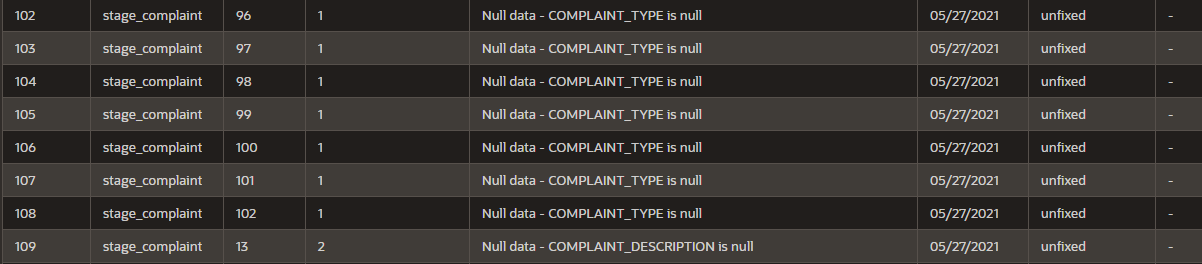 102 stage_complaint 96 1 Null data - COMPLAINT_TYPE is null 05/27/2021 unfixed -
103 stage_complaint 97 1 Null data - COMPLAINT_TYPE is null 05/27/2021 unfixed -
104 stage_complaint 98 1 Null data - COMPLAINT_TYPE is null 05/27/2021 unfixed -
105 stage_complaint 99 1 Null data - COMPLAINT_TYPE is null 05/27/2021 unfixed -
106 stage_complaint 100 1 Null data - COMPLAINT_TYPE is null 05/27/2021 unfixed -
107 stage_complaint 101 1 Null data - COMPLAINT_TYPE is null 05/27/2021 unfixed -
108 stage_complaint 102 1 Null data - COMPLAINT_TYPE is null 05/27/2021 unfixed -
109 stage_complaint 13 2 Null data - COMPLAINT_DESCRIPTION is null 05/27/2021 unfixed -